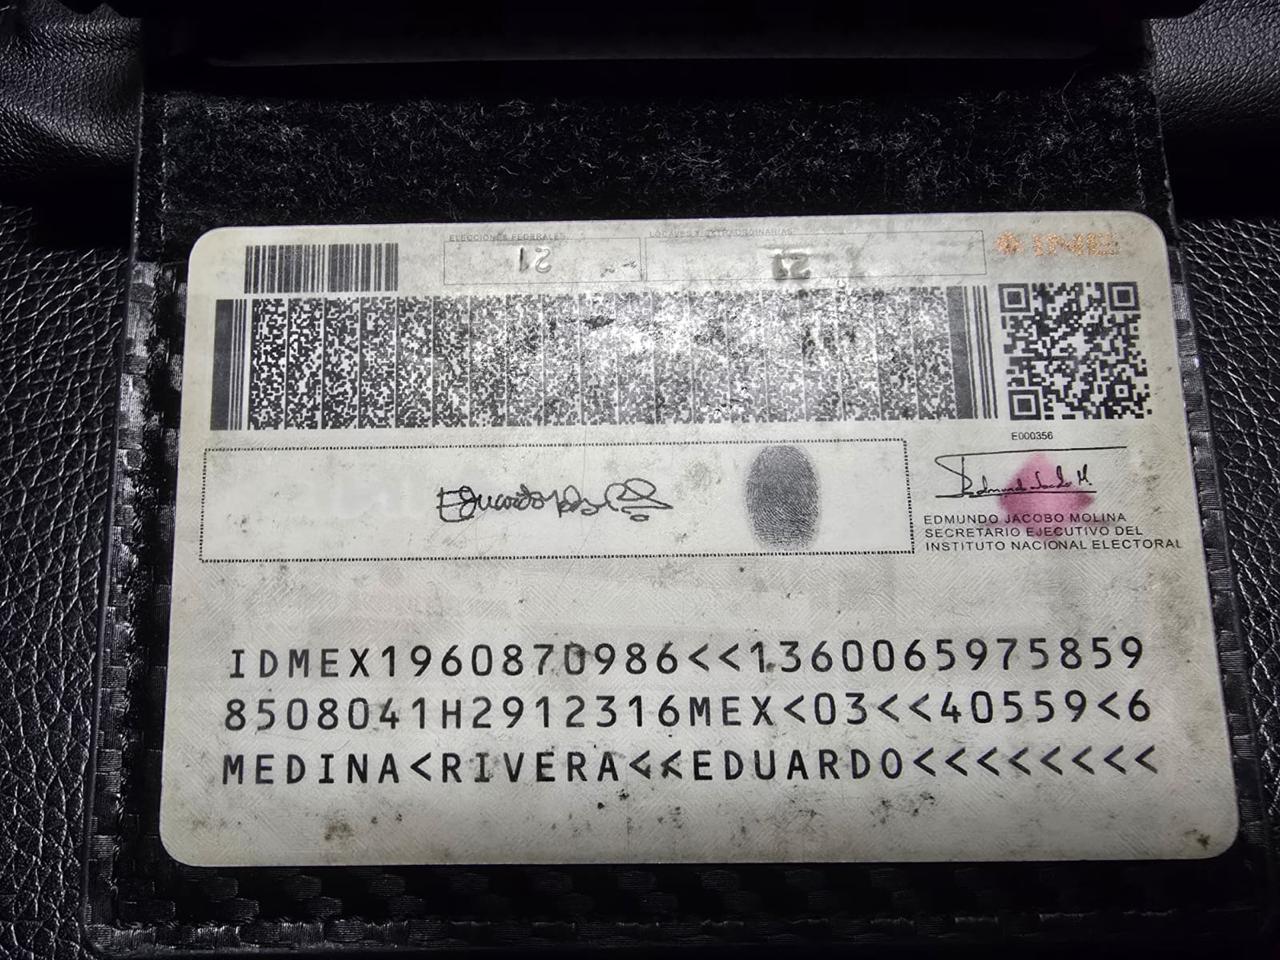 ELECCIONES FEDERALES
LOCALES Y EXTRAORDINARIAS
INE
21
21
E000356
EDMUNDO JACOBO MOLINA
SECRETARIO EJECUTIVO DEL
INSTITUTO NACIONAL ELECTORAL
IDMEX1960870986<<1360065975859
8508041H2912316MEX<03<<40559<6
MEDINA<RIVERA<<EDUARDO<<<<<<<<